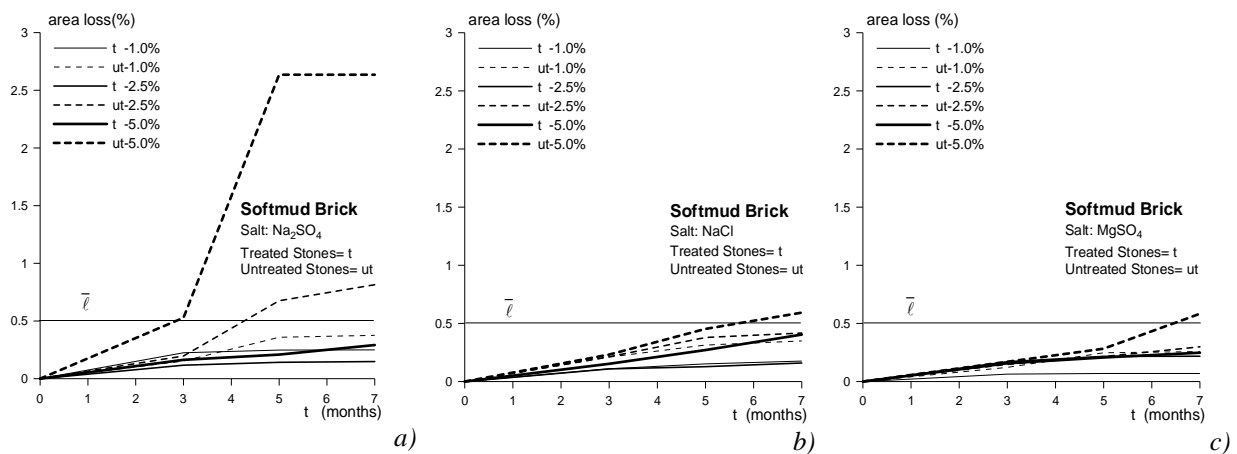 area loss(%)
3
2.5
2
1.5
1
0.5
0
t -1.0%
ut-1.0%
t -2.5%
ut-2.5%
t -5.0%
ut-5.0%
Softmud Brick
Salt: Na₂SO₄
Treated Stones= t
Untreated Stones= ut
ℓ̅
0 1 2 3 4 5 6 7
t (months)
a)
area loss (%)
3
2.5
2
1.5
1
0.5
0
t -1.0%
ut-1.0%
t -2.5%
ut-2.5%
t -5.0%
ut-5.0%
Softmud Brick
Salt: NaCl
Treated Stones= t
Untreated Stones= ut
ℓ̅
0 1 2 3 4 5 6 7
t (months)
b)
area loss (%)
3
2.5
2
1.5
1
0.5
0
t -1.0%
ut-1.0%
t -2.5%
ut-2.5%
t -5.0%
ut-5.0%
Softmud Brick
Salt: MgSO₄
Treated Stones= t
Untreated Stones= ut
ℓ̅
0 1 2 3 4 5 6 7
t (months)
c)